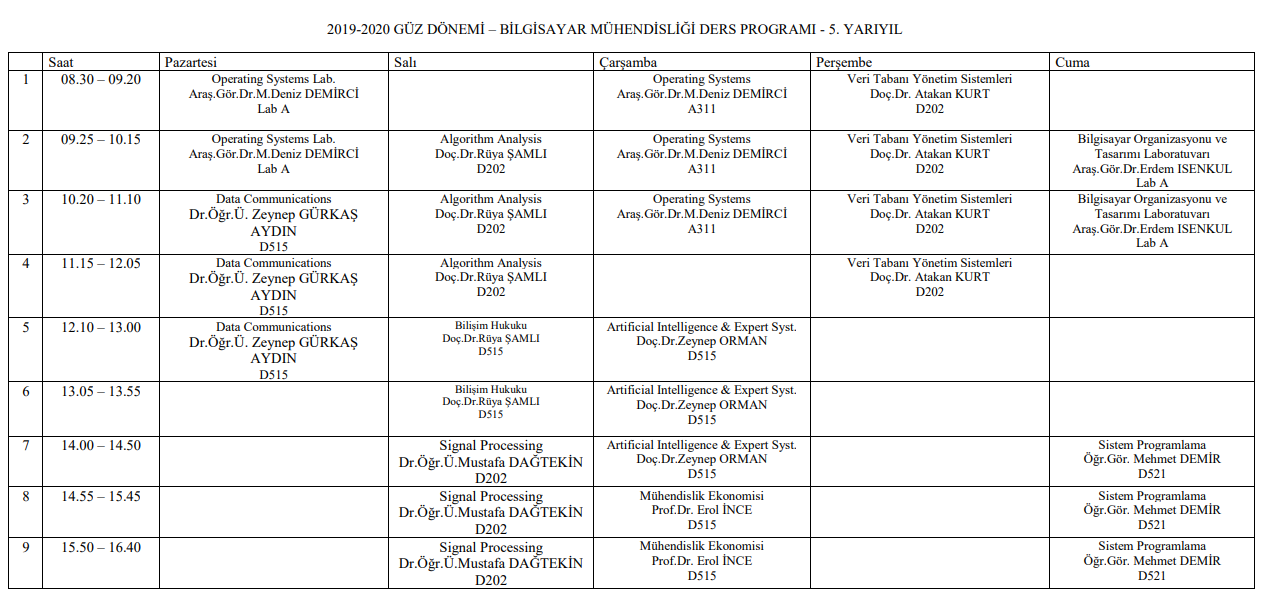 2019-2020 GÜZ DÖNEMİ – BİLGİSAYAR MÜHENDİSLİĞİ DERS PROGRAMI - 5. YARIYIL
Saat Pazartesi Salı Çarşamba Perşembe Cuma
1 08.30 – 09.20
Operating Systems Lab.
Araş.Gör.Dr.M.Deniz DEMİRCİ
Lab A
Operating Systems
Araş.Gör.Dr.M.Deniz DEMİRCİ
A311
Veri Tabanı Yönetim Sistemleri
Doç.Dr. Atakan KURT
D202
2 09.25 – 10.15
Operating Systems Lab.
Araş.Gör.Dr.M.Deniz DEMİRCİ
Lab A
Algorithm Analysis
Doç.Dr.Rüya ŞAMLI
D202
Operating Systems
Araş.Gör.Dr.M.Deniz DEMİRCİ
A311
Veri Tabanı Yönetim Sistemleri
Doç.Dr. Atakan KURT
D202
Bilgisayar Organizasyonu ve
Tasarımı Laboratuvarı
Araş.Gör.Dr.Erdem ISENKUL
Lab A
3 10.20 – 11.10
Data Communications
Dr.Öğr.Ü. Zeynep GÜRKAŞ
AYDIN
D515
Algorithm Analysis
Doç.Dr.Rüya ŞAMLI
D202
Operating Systems
Araş.Gör.Dr.M.Deniz DEMİRCİ
A311
Veri Tabanı Yönetim Sistemleri
Doç.Dr. Atakan KURT
D202
Bilgisayar Organizasyonu ve
Tasarımı Laboratuvarı
Araş.Gör.Dr.Erdem ISENKUL
Lab A
4 11.15 – 12.05
Data Communications
Dr.Öğr.Ü. Zeynep GÜRKAŞ
AYDIN
D515
Algorithm Analysis
Doç.Dr.Rüya ŞAMLI
D202
Veri Tabanı Yönetim Sistemleri
Doç.Dr. Atakan KURT
D202
5 12.10 – 13.00
Data Communications
Dr.Öğr.Ü. Zeynep GÜRKAŞ
AYDIN
D515
Bilişim Hukuku
Doç.Dr.Rüya ŞAMLI
D515
Artificial Intelligence & Expert Syst.
Doç.Dr.Zeynep ORMAN
D515
6 13.05 – 13.55
Bilişim Hukuku
Doç.Dr.Rüya ŞAMLI
D515
Artificial Intelligence & Expert Syst.
Doç.Dr.Zeynep ORMAN
D515
7 14.00 – 14.50
Signal Processing
Dr.Öğr.Ü.Mustafa DAĞTEKİN
D202
Artificial Intelligence & Expert Syst.
Doç.Dr.Zeynep ORMAN
D515
Sistem Programlama
Öğr.Gör. Mehmet DEMİR
D521
8 14.55 – 15.45
Signal Processing
Dr.Öğr.Ü.Mustafa DAĞTEKİN
D202
Mühendislik Ekonomisi
Prof.Dr. Erol İNCE
D515
Sistem Programlama
Öğr.Gör. Mehmet DEMİR
D521
9 15.50 – 16.40
Signal Processing
Dr.Öğr.Ü.Mustafa DAĞTEKİN
D202
Mühendislik Ekonomisi
Prof.Dr. Erol İNCE
D515
Sistem Programlama
Öğr.Gör. Mehmet DEMİR
D521